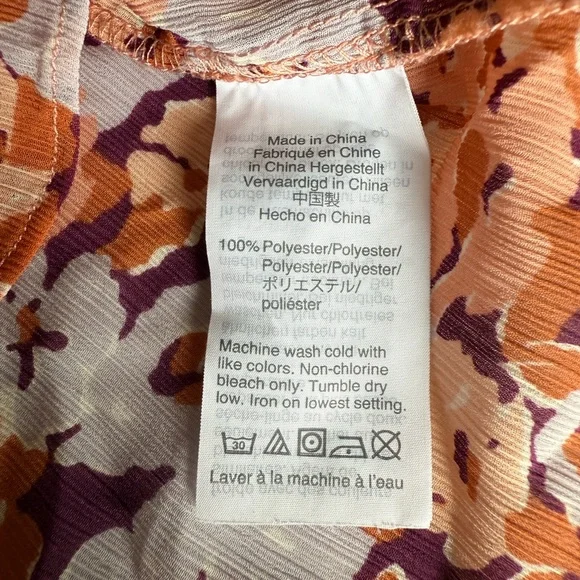 Made in China
Fabriqué en Chine
in China Hergestellt
Vervaardigd in China
中国製
Hecho en China
100% Polyester/Polyester/
Polyester/Polyester/
ポリエステル/
poliéster
Machine wash cold with
like colors. Non-chlorine
bleach only. Tumble dry
low. Iron on lowest setting.
30
Laver à la machine à l'eau